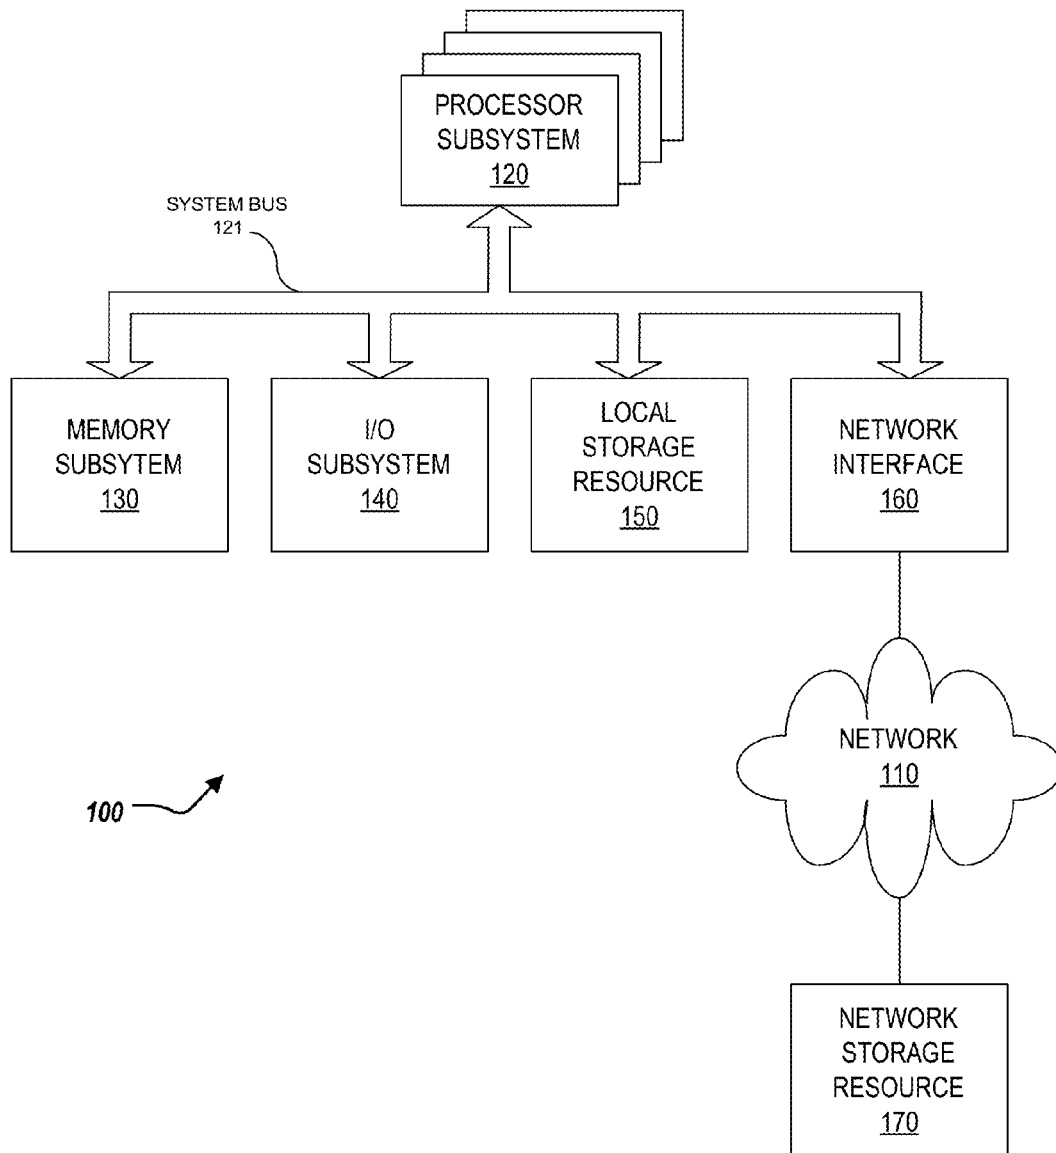 PROCESSOR
SUBSYSTEM
120
SYSTEM BUS
121
MEMORY
SUBSYTEM
130
I/O
SUBSYSTEM
140
LOCAL
STORAGE
RESOURCE
150
NETWORK
INTERFACE
160
NETWORK
110
100
NETWORK
STORAGE
RESOURCE
170